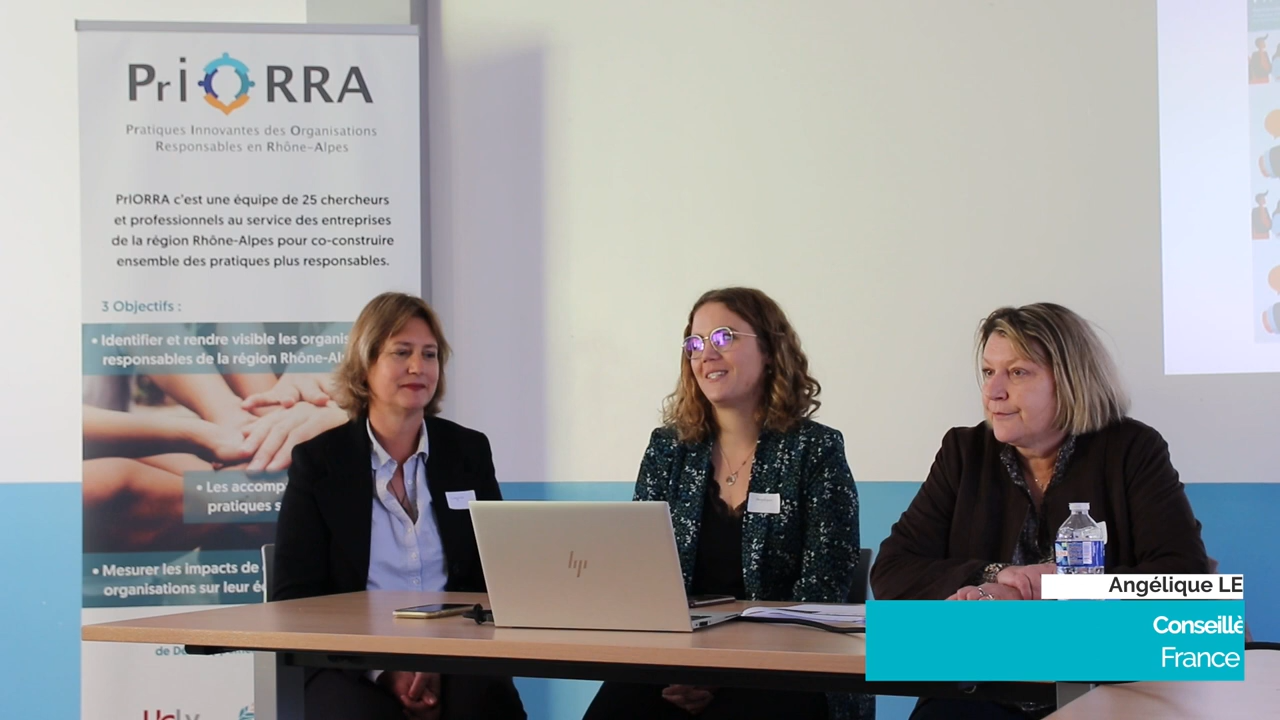 PriORRA
Pratiques Innovantes des Organisations
Responsables en Rhône-Alpes
PrIORRA c'est une équipe de 25 chercheurs
et professionnels au service des entreprises
de la région Rhône-Alpes pour co-construire
ensemble des pratiques plus responsables.
3 Objectifs :
• Identifier et rendre visible les organis
responsables de la région Rhône-Al
• Les accomp
pratiques s
• Mesurer les impacts de
organisations sur leur é
hp
Angélique LE
Conseillè
France